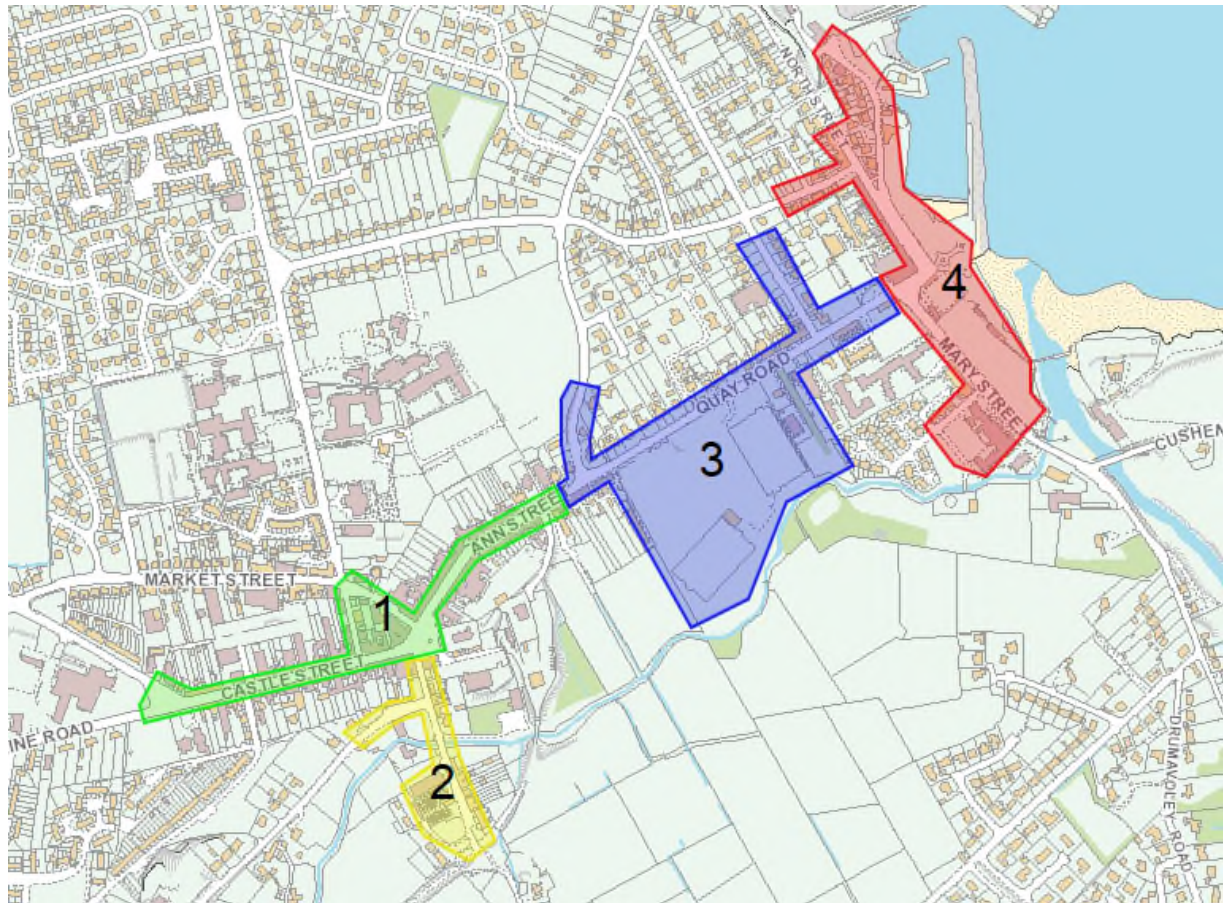 NORTH STREET
4
MARY STREET
QUAY ROAD
3
CUSHEN
ANN STREE
MARKET STREET
1
CASTLE STREET
INE ROAD
2
DRUMAVOLEY ROAD